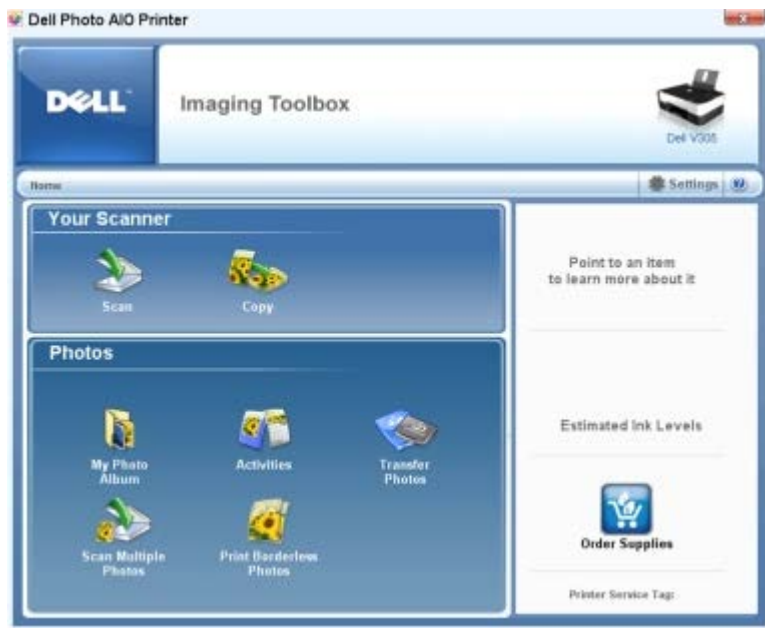 Dell Photo AIO Printer
DELL
Imaging Toolbox
Dell V305
Home
Settings
?
Your Scanner
Scan
Copy
Point to an item
to learn more about it
Photos
My Photo
Album
Activities
Transfer
Photos
Scan Multiple
Photos
Print Borderless
Photos
Estimated Ink Levels
Order Supplies
Printer Service Tag: